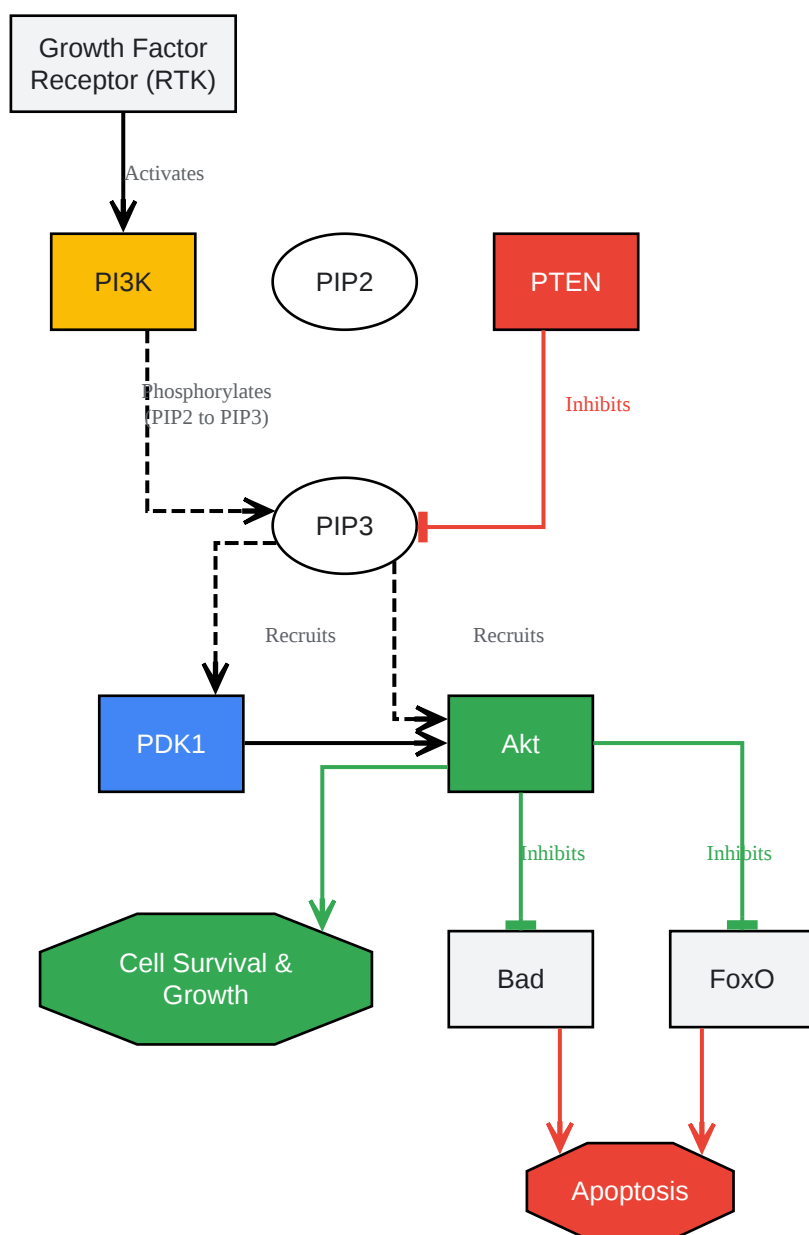 Growth Factor
Receptor (RTK)
Activates
PI3K
PIP2
PTEN
Phosphorylates
(PIP2 to PIP3)
Inhibits
PIP3
Recruits
Recruits
PDK1
Akt
Inhibits
Inhibits
Cell Survival &
Growth
Bad
FoxO
Apoptosis